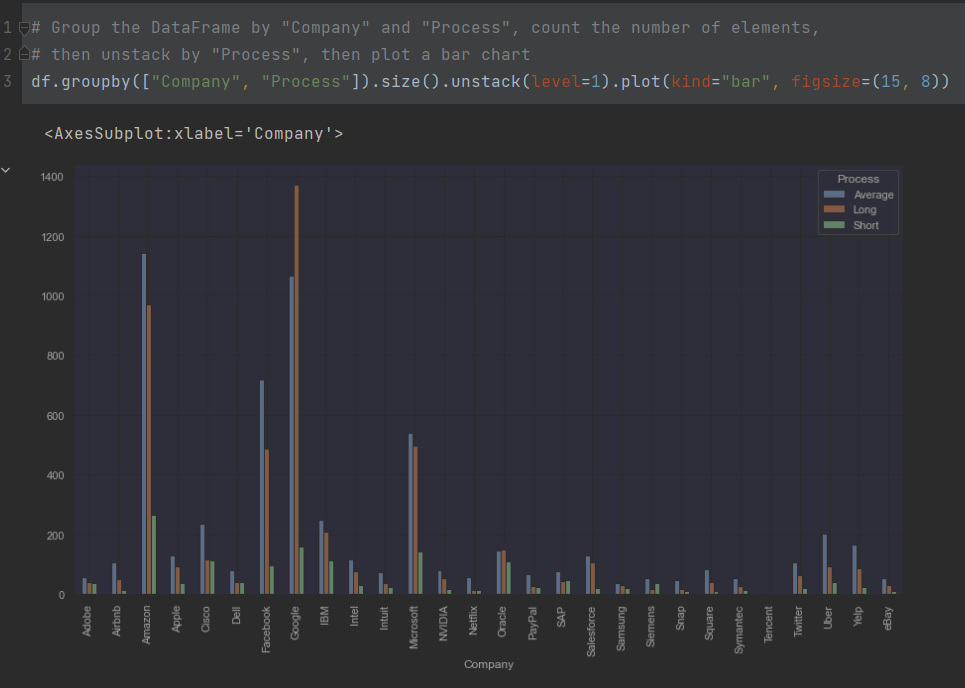 1 # Group the DataFrame by "Company" and "Process", count the number of elements,
2 # then unstack by "Process", then plot a bar chart
3 df.groupby(["Company", "Process"]).size().unstack(level=1).plot(kind="bar", figsize=(15, 8))
<AxesSubplot:xlabel='Company'>
1400
1200
1000
800
600
400
200
0
Process
Average
Long
Short
Adobe
Airbnb
Amazon
Apple
Cisco
Dell
Facebook
Google
IBM
Intel
Intuit
Microsoft
NVIDIA
Netflix
Oracle
PayPal
SAP
Salesforce
Samsung
Siemens
Snap
Square
Symantec
Tencent
Twitter
Uber
Yelp
eBay
Company